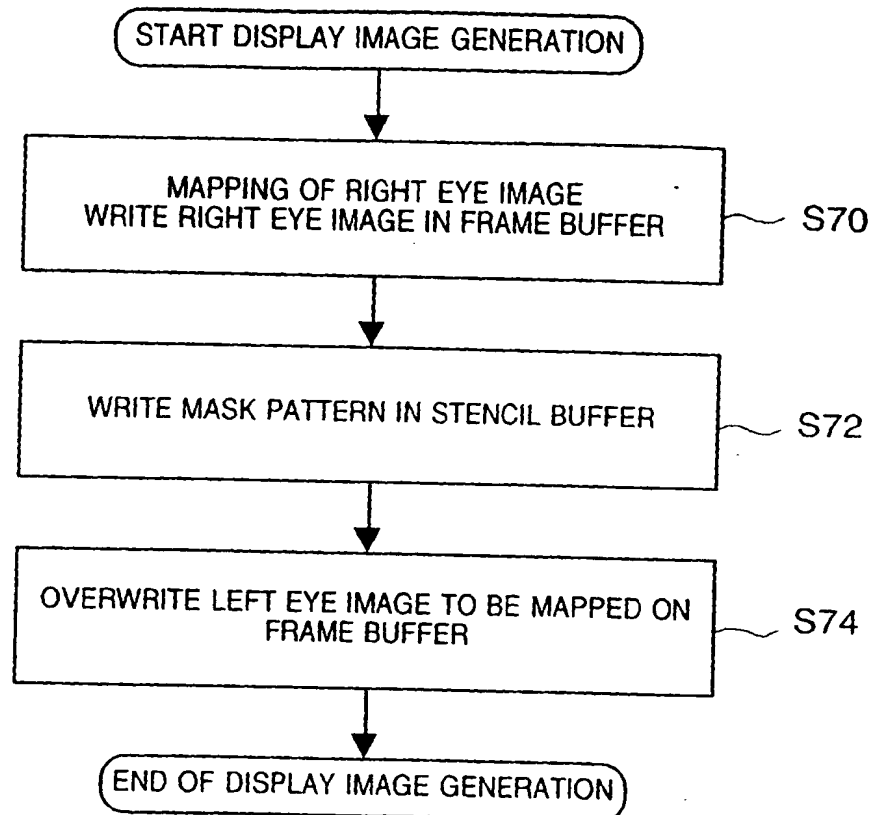 START DISPLAY IMAGE GENERATION
MAPPING OF RIGHT EYE IMAGE
WRITE RIGHT EYE IMAGE IN FRAME BUFFER
S70
WRITE MASK PATTERN IN STENCIL BUFFER
S72
OVERWRITE LEFT EYE IMAGE TO BE MAPPED ON
FRAME BUFFER
S74
END OF DISPLAY IMAGE GENERATION